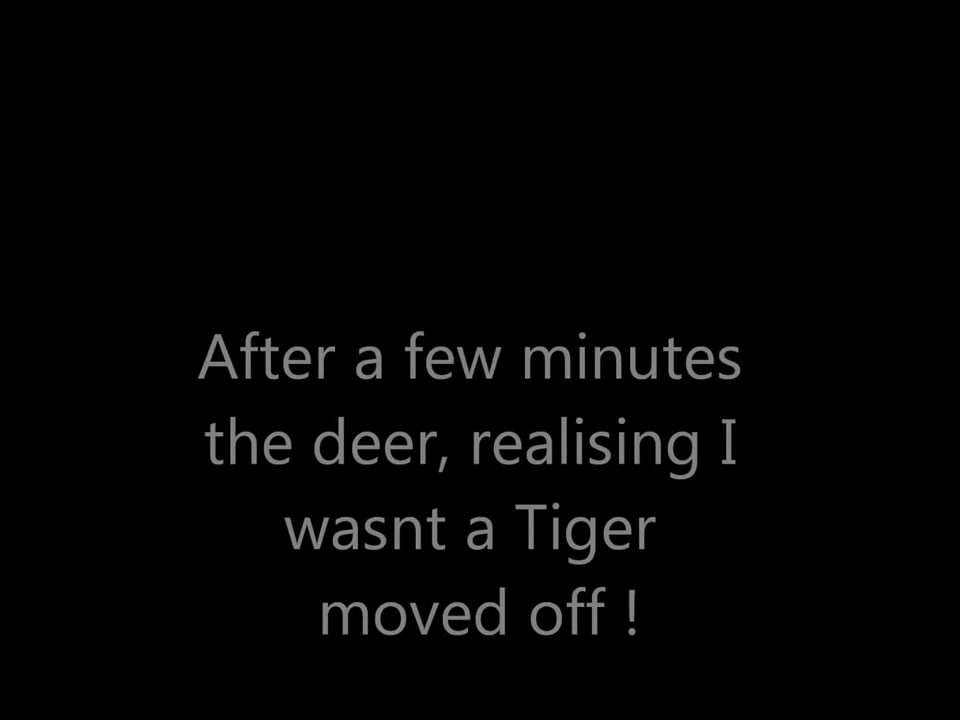 After a few minutes
the deer, realising I
wasnt a Tiger
moved off !